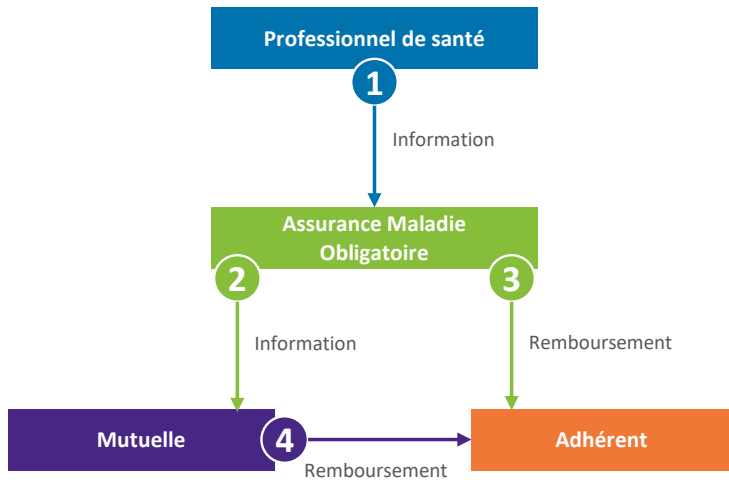 Professionnel de santé
1
Information
Assurance Maladie
Obligatoire
2
3
Information
Remboursement
Mutuelle
4
Adhérent
Remboursement